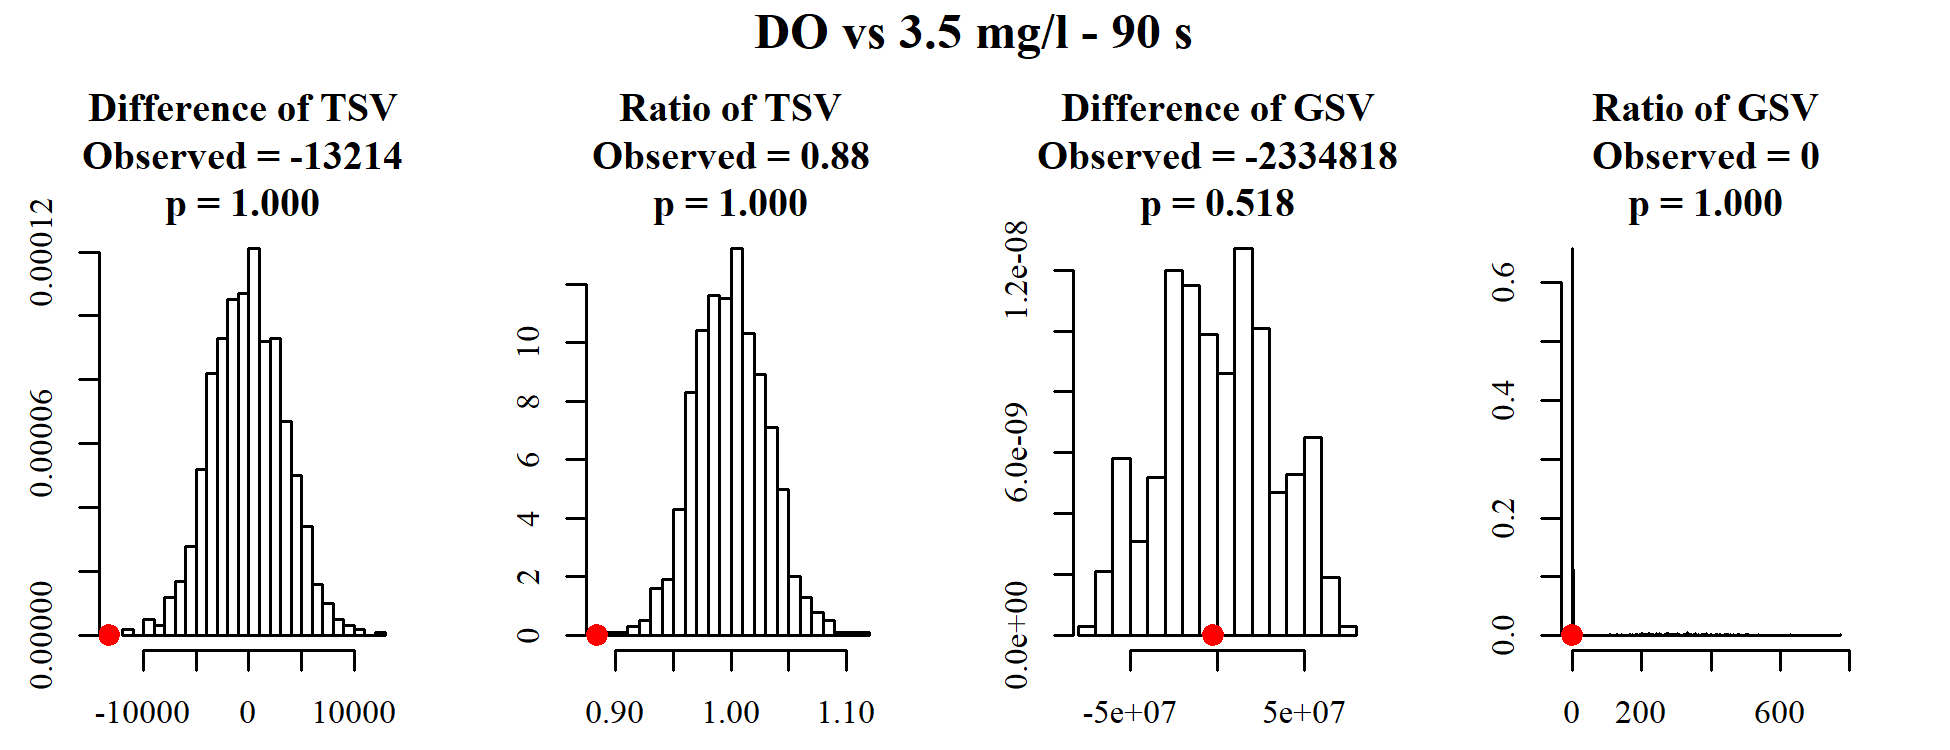 DO vs 3.5 mg/l - 90 s
Difference of TSV
Observed = -13214
p = 1.000
0.00000
0.00006
0.00012
-10000
0
10000
Ratio of TSV
Observed = 0.88
p = 1.000
0
2
4
6
8
10
0.90
1.00
1.10
Difference of GSV
Observed = -2334818
p = 0.518
0.0e+00
6.0e-09
1.2e-08
-5e+07
5e+07
Ratio of GSV
Observed = 0
p = 1.000
0.0
0.2
0.4
0.6
0
200
600